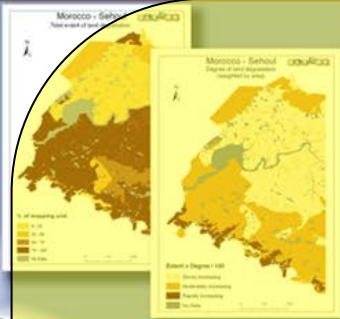 Morocco - Sehoul
Total extent of land degradation
N
% of mapping unit
No Data
Morocco - Sehoul
Degree of land degradation
(weighted by area)
N
Extent x Degree / 100
Slowly increasing
Moderately increasing
Rapidly increasing
No Data